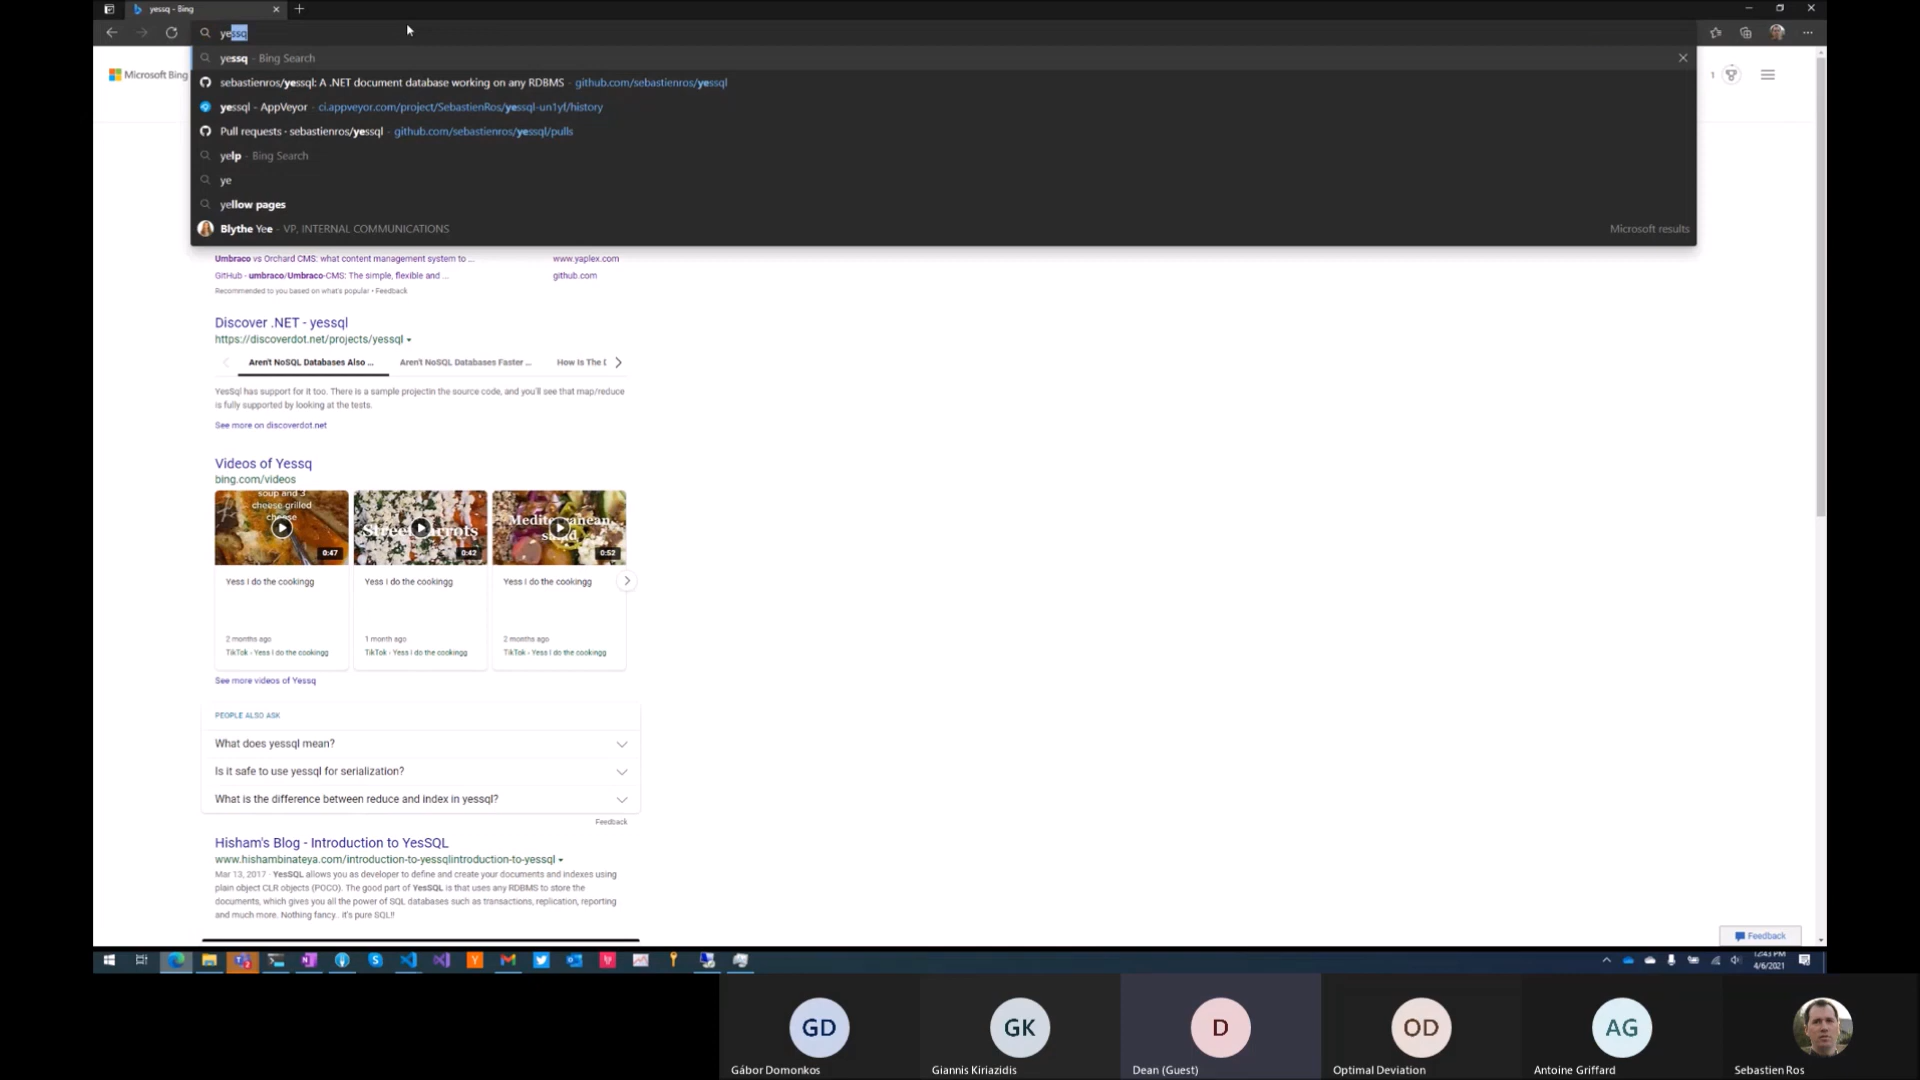 yessq - Bing
yessq
yessq - Bing Search
sebastienros/yessql: A .NET document database working on any RDBMS - github.com/sebastienros/yessql
yessql - AppVeyor - ci.appveyor.com/project/SebastienRos/yessql-un1yf/history
Pull requests · sebastienros/yessql - github.com/sebastienros/yessql/pulls
yelp - Bing Search
ye
yellow pages
Blythe Yee - VP, INTERNAL COMMUNICATIONS Microsoft results
Microsoft Bing
1
Umbraco vs Orchard CMS: what content management system to ... www.yaplex.com
GitHub - umbraco/Umbraco-CMS: The simple, flexible and ... github.com
Recommended to you based on what's popular • Feedback
Discover .NET - yessql
https://discoverdot.net/projects/yessql
Aren't NoSQL Databases Also ... Aren't NoSQL Databases Faster ... How Is The D
YesSql has support for it too. There is a sample projectin the source code, and you'll see that map/reduce
is fully supported by looking at the tests.
See more on discoverdot.net
Videos of Yessq
bing.com/videos
soup and 3
cheese grilled
cheese
0:47
0:42
0:52
Yess I do the cookingg Yess I do the cookingg Yess I do the cookingg
2 months ago 1 month ago 2 months ago
TikTok - Yess I do the cookingg TikTok - Yess I do the cookingg TikTok - Yess I do the cookingg
See more videos of Yessq
PEOPLE ALSO ASK
What does yessql mean?
Is it safe to use yessql for serialization?
What is the difference between reduce and index in yessql?
Feedback
Hisham's Blog - Introduction to YesSQL
www.hishambinateya.com/introduction-to-yessqlintroduction-to-yessql
Mar 13, 2017 · YesSQL allows you as developer to define and create your documents and indexes using
plain object CLR objects (POCO). The good part of YesSQL is that uses any RDBMS to store the
documents, which gives you all the power of SQL databases such as transactions, replication, reporting
and much more. Nothing fancy.. it's pure SQL!!
Feedback
12:43 PM
4/6/2021
GD GK D OD AG
Gábor Domonkos Giannis Kiriazidis Dean (Guest) Optimal Deviation Antoine Griffard Sebastien Ros